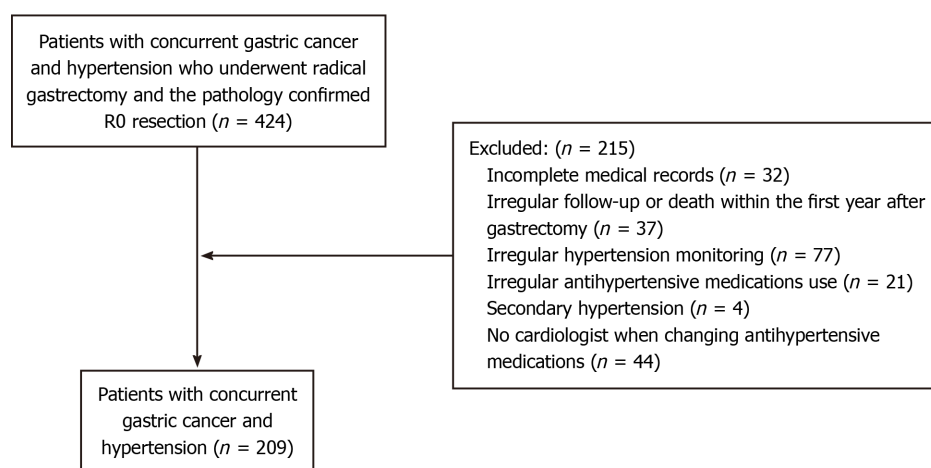 Patients with concurrent gastric cancer
and hypertension who underwent radical
gastrectomy and the pathology confirmed
R0 resection (n = 424)
Excluded: (n = 215)
Incomplete medical records (n = 32)
Irregular follow-up or death within the first year after
gastrectomy (n = 37)
Irregular hypertension monitoring (n = 77)
Irregular antihypertensive medications use (n = 21)
Secondary hypertension (n = 4)
No cardiologist when changing antihypertensive
medications (n = 44)
Patients with concurrent
gastric cancer and
hypertension (n = 209)